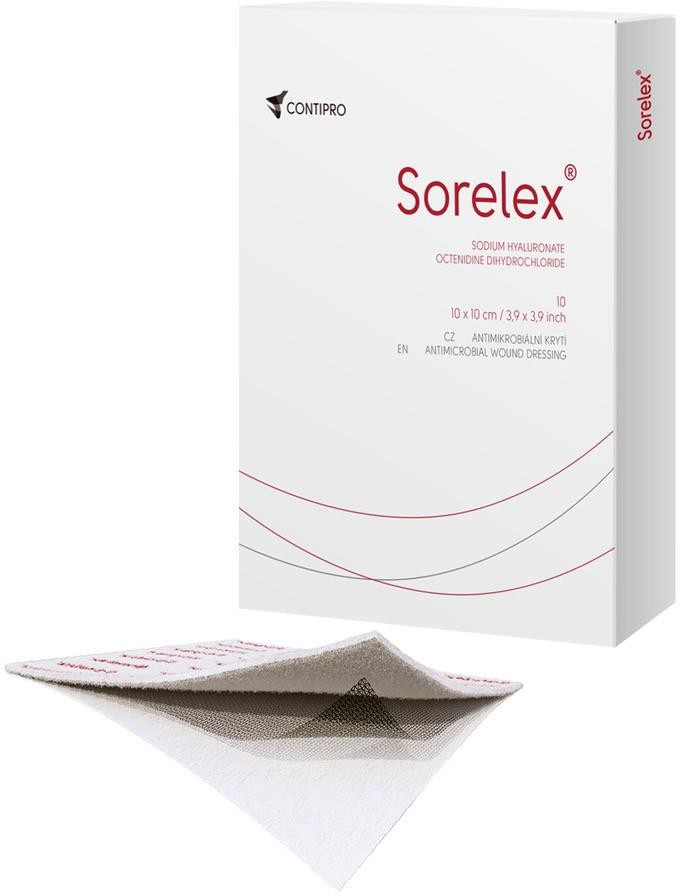 CONTIPRO
Sorelex®
SODIUM HYALURONATE
OCTENIDINE DIHYDROCHLORIDE
10
10 x 10 cm / 3,9 x 3,9 inch
CZ ANTIMIKROBIÁLNÍ KRYTÍ
EN ANTIMICROBIAL WOUND DRESSING
Sorelex®